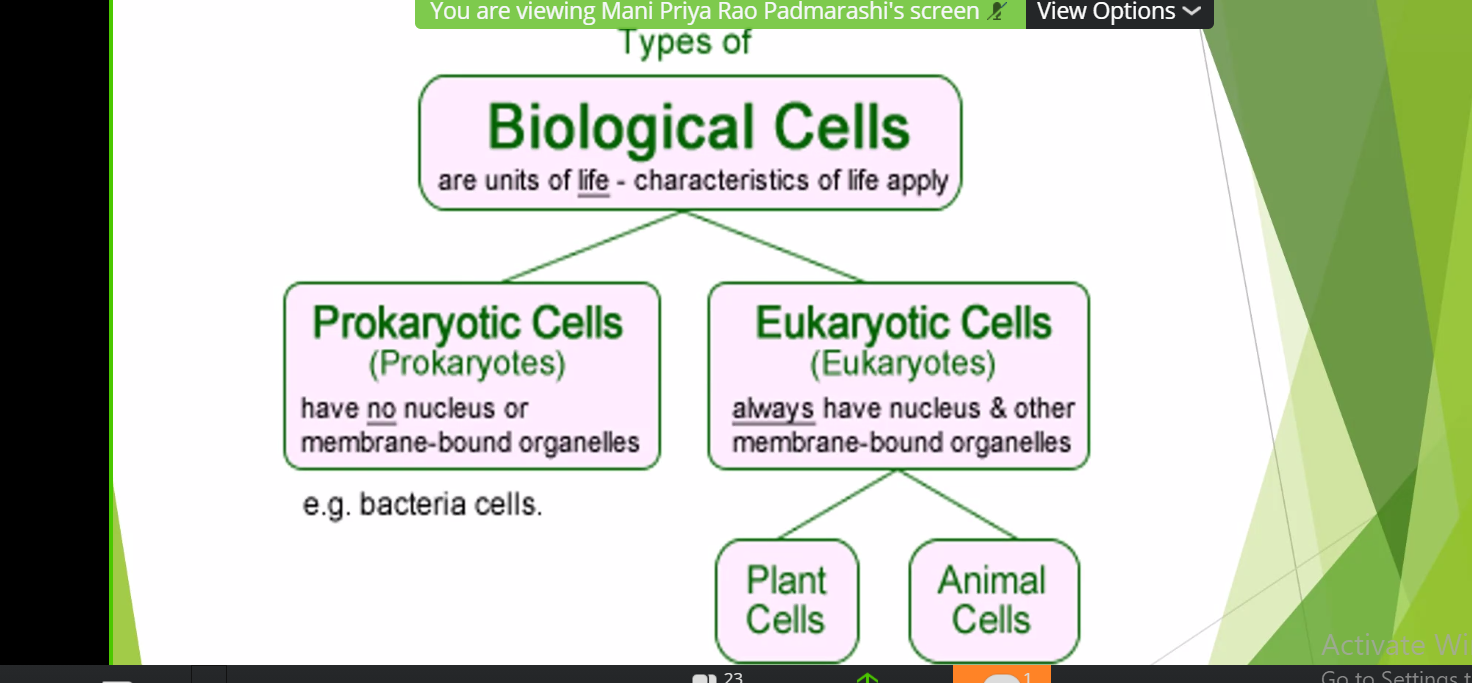 You are viewing Mani Priya Rao Padmarashi's screen
View Options
Types of
Biological Cells
are units of life - characteristics of life apply
Prokaryotic Cells
(Prokaryotes)
have no nucleus or
membrane-bound organelles
e.g. bacteria cells.
Eukaryotic Cells
(Eukaryotes)
always have nucleus & other
membrane-bound organelles
Plant
Cells
Animal
Cells
Activate Wi
Go to Settings t
23
1